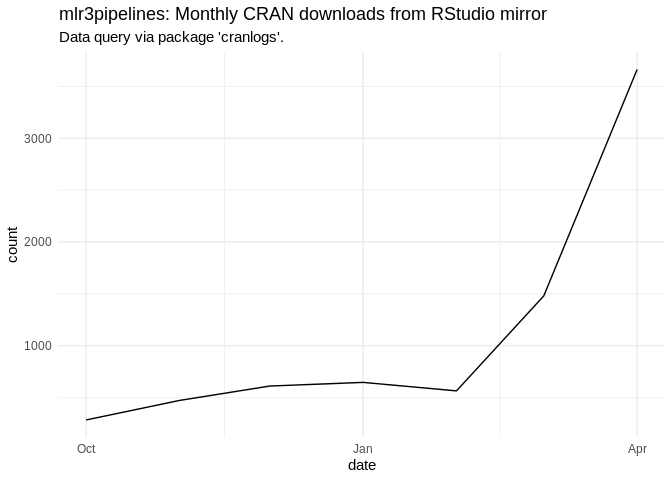 mlr3pipelines: Monthly CRAN downloads from RStudio mirror
Data query via package 'cranlogs'.
3000
2000
1000
count
Oct
Jan
Apr
date